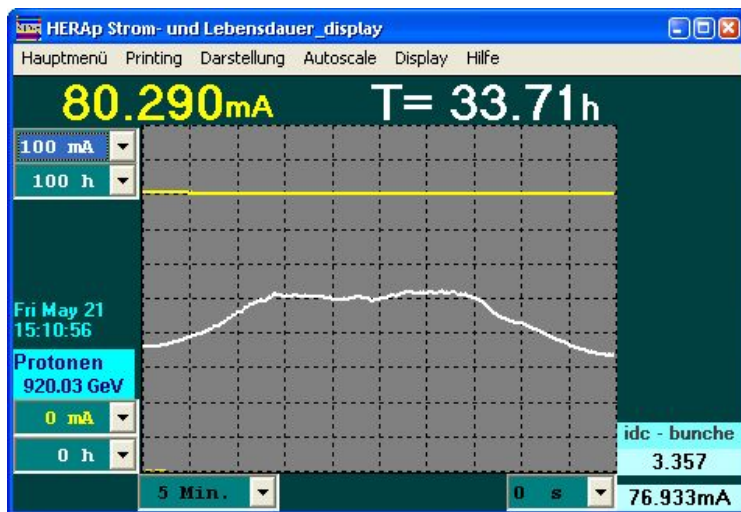 HERAp Strom- und Lebensdauer_display
Hauptmenü Printing Darstellung Autoscale Display Hilfe
80.290mA T= 33.71h
100 mA
100 h
Fri May 21
15:10:56
Protonen
920.03 GeV
0 mA
0 h
5 Min. 0 s
idc - bunche
3.357
76.933mA